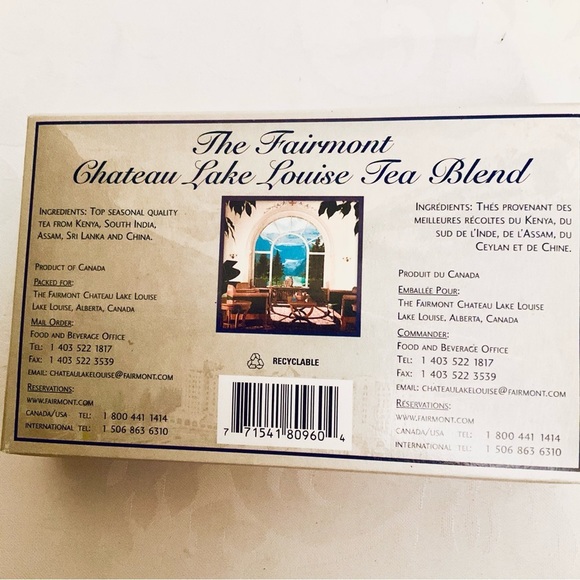 The Fairmont
Chateau Lake Louise Tea Blend
Ingredients: Top seasonal quality
tea from Kenya, South India,
Assam, Sri Lanka and China.
Product of Canada
Packed for:
The Fairmont Chateau Lake Louise
Lake Louise, Alberta, Canada
Mail Order:
Food and Beverage Office
Tel: 1 403 522 1817
Fax: 1 403 522 3539
email: chateaulakelouise@fairmont.com
Reservations:
www.fairmont.com
Canada/USA tel: 1 800 441 1414
International tel: 1 506 863 6310
Recyclable
7 71541 80960 4
Ingrédients: Thés provenant des
meilleures récoltes du Kenya, du
sud de l'Inde, de l'Assam, du
Ceylan et de Chine.
Produit du Canada
Emballée Pour:
The Fairmont Chateau Lake Louise
Lake Louise, Alberta, Canada
Commander:
Food and Beverage Office
Tel: 1 403 522 1817
Fax: 1 403 522 3539
email: chateaulakelouise@fairmont.com
Reservations:
www.fairmont.com
Canada/USA tel: 1 800 441 1414
International tel: 1 506 863 6310